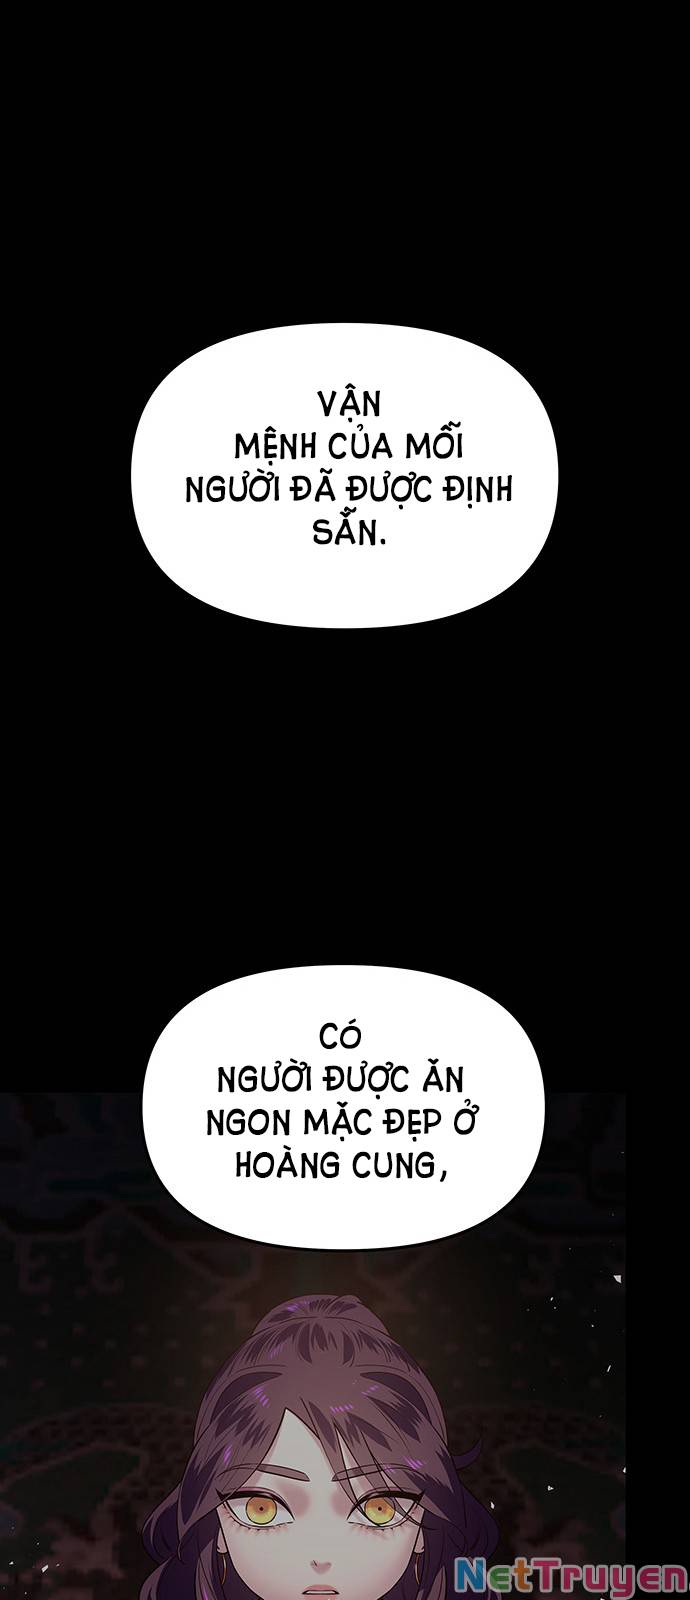 VẬN
MỆNH CỦA MỖI
NGƯỜI ĐÃ ĐƯỢC ĐỊNH
SẴN.
CÓ
NGƯỜI ĐƯỢC ĂN
NGON MẶC ĐẸP Ở
HOÀNG CUNG,
NetTruyen